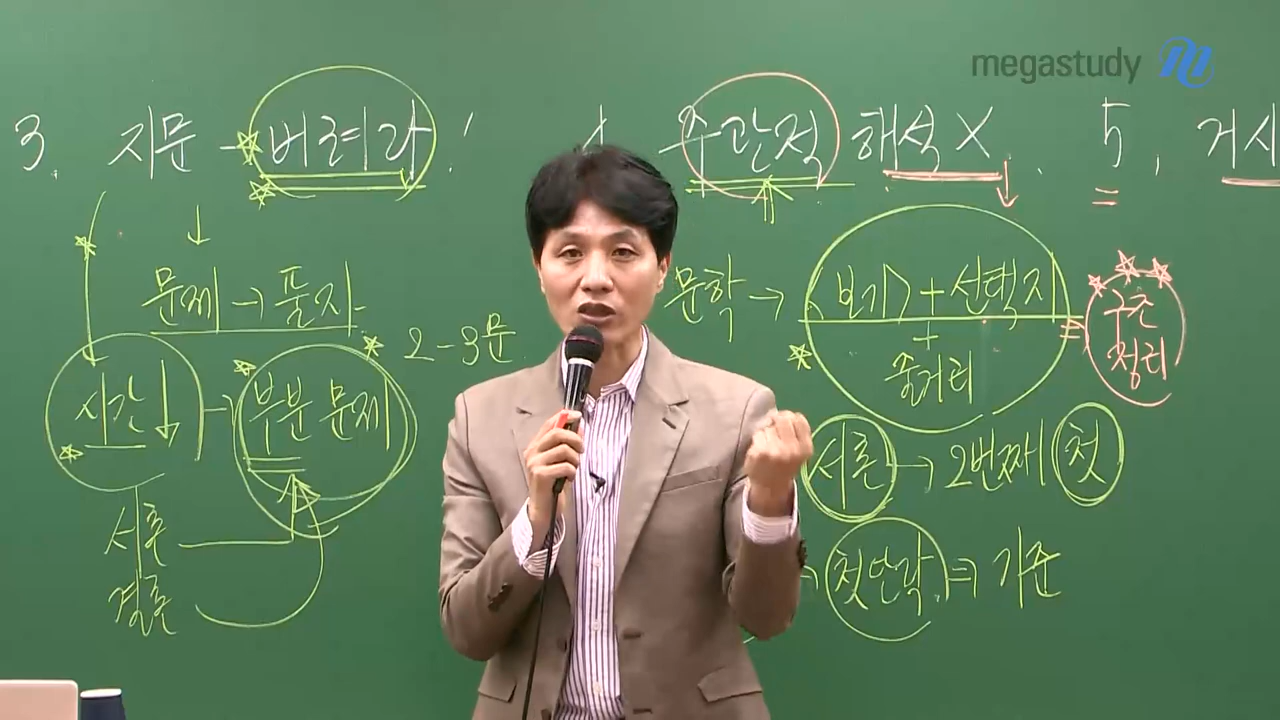 megastudy
3. 지문 → 버려라!
주관적 해석 X.
5, 거시
문제 → 풀자
2-3문
문학 → <보기> + 선택지
+
줄거리
= 구조
정리
시간↓ → 부분 문제
서론 → 2번째 첫
서론
결론
첫단락 => 기준